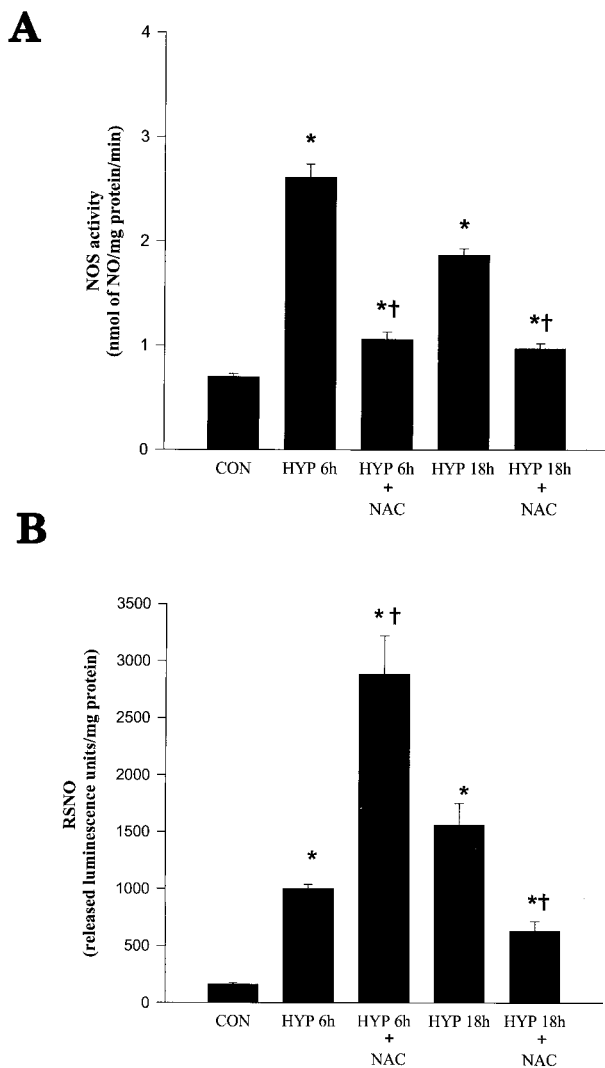 A
4
3
2
1
0
NOS activity
(nmol of NO/mg protein/min)
*
*†
*
*†
CON HYP 6h HYP 6h HYP 18h HYP 18h
+ +
NAC NAC
B
3500
3000
2500
2000
1500
1000
500
0
RSNO
(released luminescence units/mg protein)
*
*†
*
*†
CON HYP 6h HYP 6h HYP 18h HYP 18h
+ +
NAC NAC